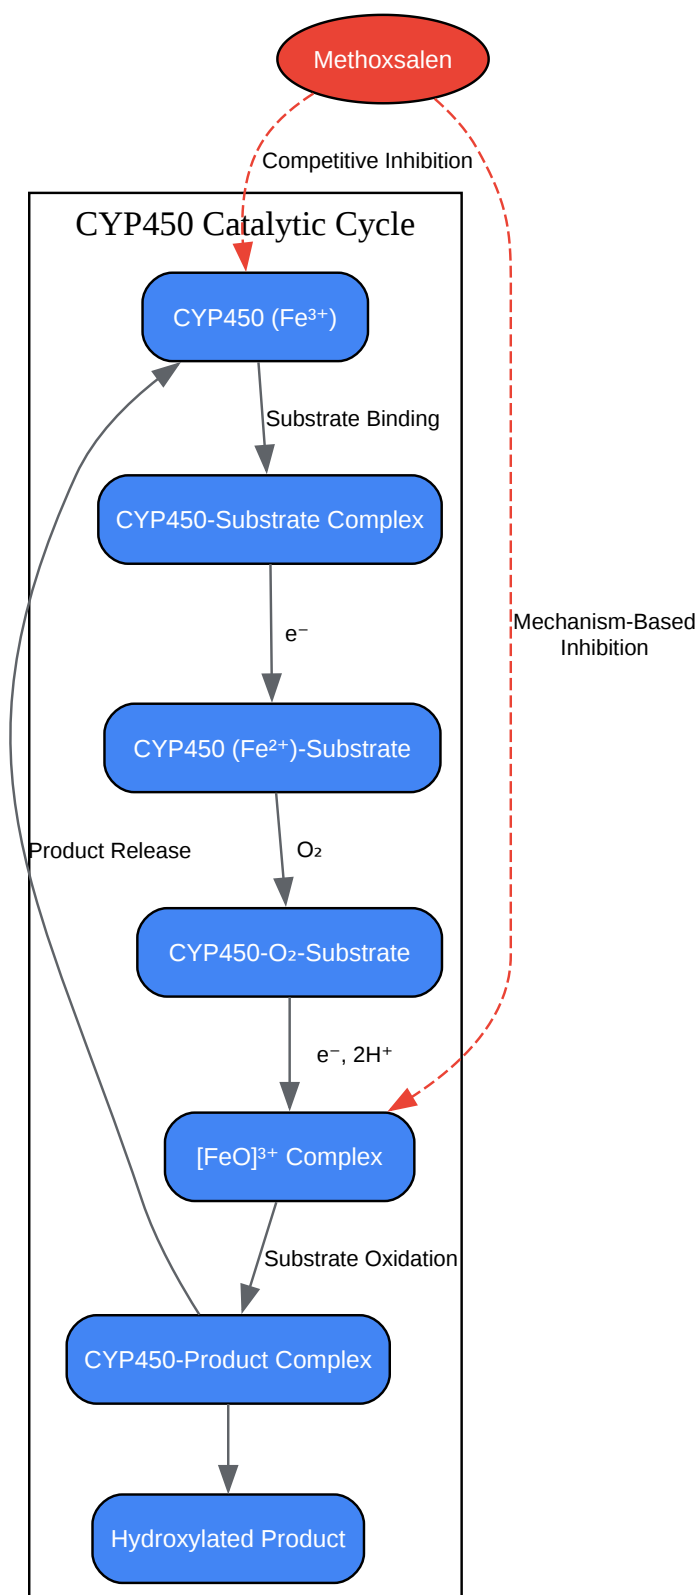 Methoxsalen
Competitive Inhibition
CYP450 Catalytic Cycle
CYP450 (Fe³⁺)
Substrate Binding
CYP450-Substrate Complex
e⁻
Mechanism-Based
Inhibition
CYP450 (Fe²⁺)-Substrate
Product Release
O₂
CYP450-O₂-Substrate
e⁻, 2H⁺
[FeO]³⁺ Complex
Substrate Oxidation
CYP450-Product Complex
Hydroxylated Product